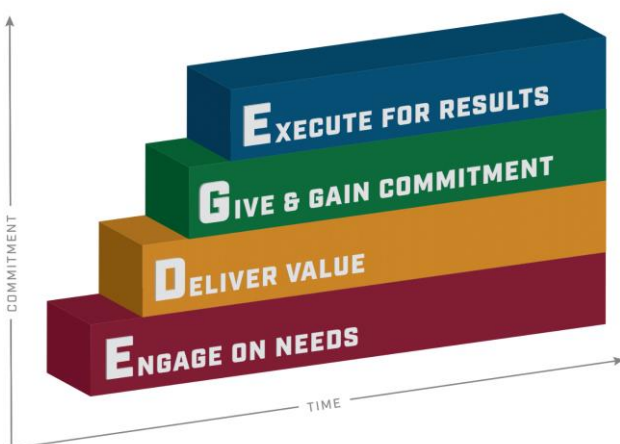 EXECUTE FOR RESULTS
GIVE & GAIN COMMITMENT
DELIVER VALUE
ENGAGE ON NEEDS
COMMITMENT
TIME